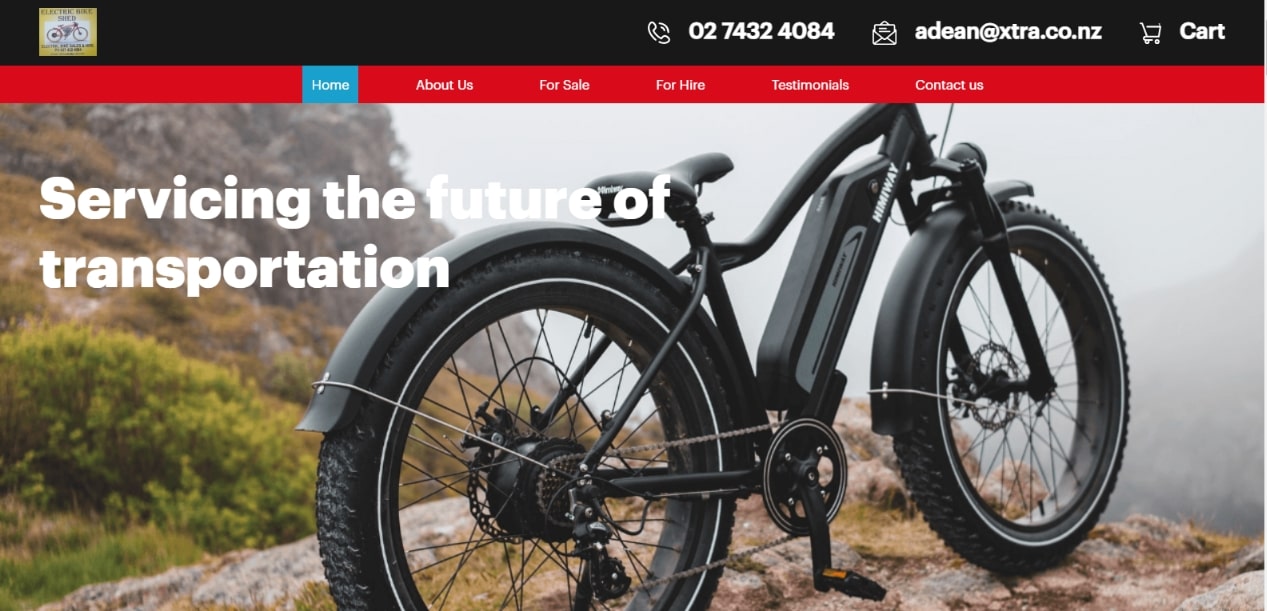 ELECTRIC BIKE
SHED
02 7432 4084
adean@xtra.co.nz
Cart
Home
About Us
For Sale
For Hire
Testimonials
Contact us
Servicing the future of
transportation
Himiway
HIMIWAY